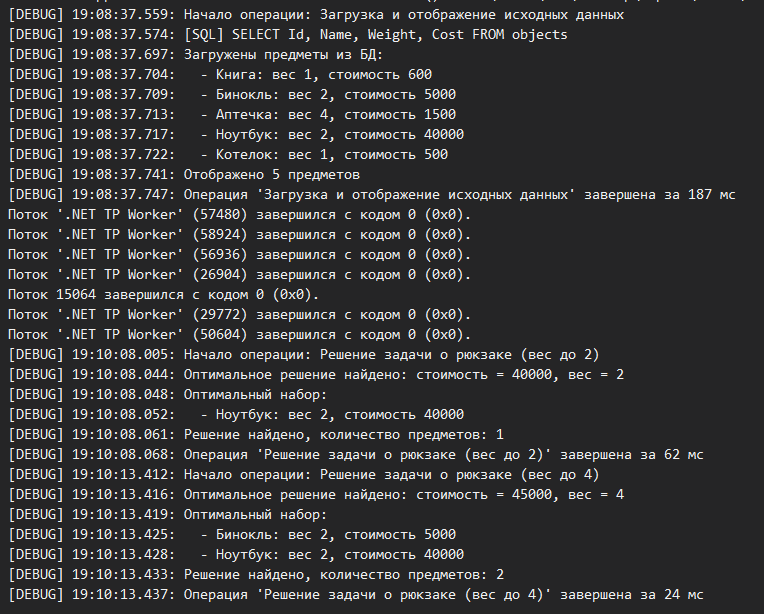 [DEBUG] 19:08:37.559: Начало операции: Загрузка и отображение исходных данных
[DEBUG] 19:08:37.574: [SQL] SELECT Id, Name, Weight, Cost FROM objects
[DEBUG] 19:08:37.697: Загружены предметы из БД:
[DEBUG] 19:08:37.704:   - Книга: вес 1, стоимость 600
[DEBUG] 19:08:37.709:   - Бинокль: вес 2, стоимость 5000
[DEBUG] 19:08:37.713:   - Аптечка: вес 4, стоимость 1500
[DEBUG] 19:08:37.717:   - Ноутбук: вес 2, стоимость 40000
[DEBUG] 19:08:37.722:   - Котелок: вес 1, стоимость 500
[DEBUG] 19:08:37.741: Отображено 5 предметов
[DEBUG] 19:08:37.747: Операция 'Загрузка и отображение исходных данных' завершена за 187 мс
Поток '.NET TP Worker' (57480) завершился с кодом 0 (0x0).
Поток '.NET TP Worker' (58924) завершился с кодом 0 (0x0).
Поток '.NET TP Worker' (56936) завершился с кодом 0 (0x0).
Поток '.NET TP Worker' (26904) завершился с кодом 0 (0x0).
Поток 15064 завершился с кодом 0 (0x0).
Поток '.NET TP Worker' (29772) завершился с кодом 0 (0x0).
Поток '.NET TP Worker' (50604) завершился с кодом 0 (0x0).
[DEBUG] 19:10:08.005: Начало операции: Решение задачи о рюкзаке (вес до 2)
[DEBUG] 19:10:08.044: Оптимальное решение найдено: стоимость = 40000, вес = 2
[DEBUG] 19:10:08.048: Оптимальный набор:
[DEBUG] 19:10:08.052:   - Ноутбук: вес 2, стоимость 40000
[DEBUG] 19:10:08.061: Решение найдено, количество предметов: 1
[DEBUG] 19:10:08.068: Операция 'Решение задачи о рюкзаке (вес до 2)' завершена за 62 мс
[DEBUG] 19:10:13.412: Начало операции: Решение задачи о рюкзаке (вес до 4)
[DEBUG] 19:10:13.416: Оптимальное решение найдено: стоимость = 45000, вес = 4
[DEBUG] 19:10:13.419: Оптимальный набор:
[DEBUG] 19:10:13.425:   - Бинокль: вес 2, стоимость 5000
[DEBUG] 19:10:13.428:   - Ноутбук: вес 2, стоимость 40000
[DEBUG] 19:10:13.433: Решение найдено, количество предметов: 2
[DEBUG] 19:10:13.437: Операция 'Решение задачи о рюкзаке (вес до 4)' завершена за 24 мс